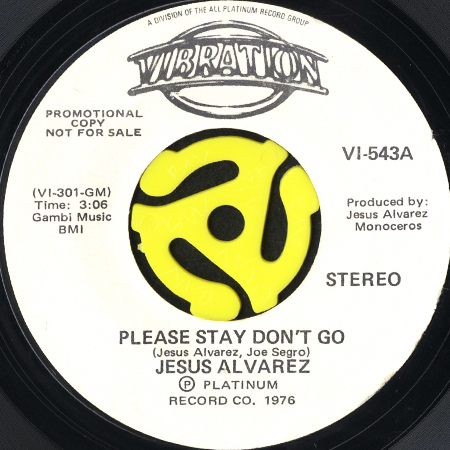 A DIVISION OF THE ALL PLATINUM RECORD GROUP
VIBRATION
PROMOTIONAL
COPY
NOT FOR SALE
VI-543A
(VI-301-GM)
Time: 3:06
Gambi Music
BMI
Produced by:
Jesus Alvarez
Monoceros
STEREO
PLEASE STAY DON'T GO
(Jesus Alvarez, Joe Segro)
JESUS ALVAREZ
Ⓟ PLATINUM
RECORD CO. 1976